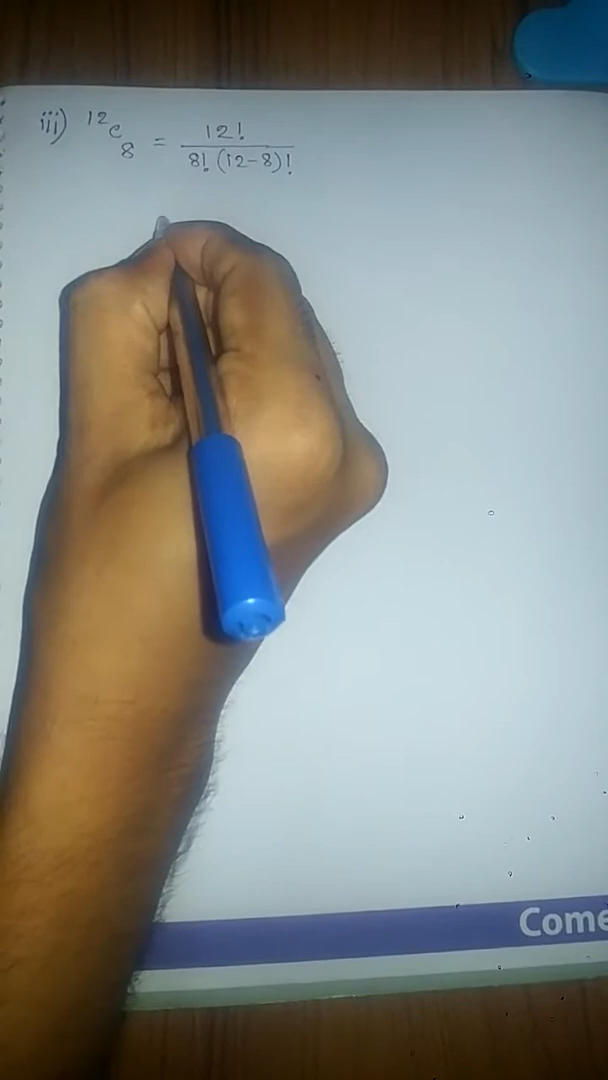 iii) ¹²C₈ = 12! / 8! (12-8)!
Come